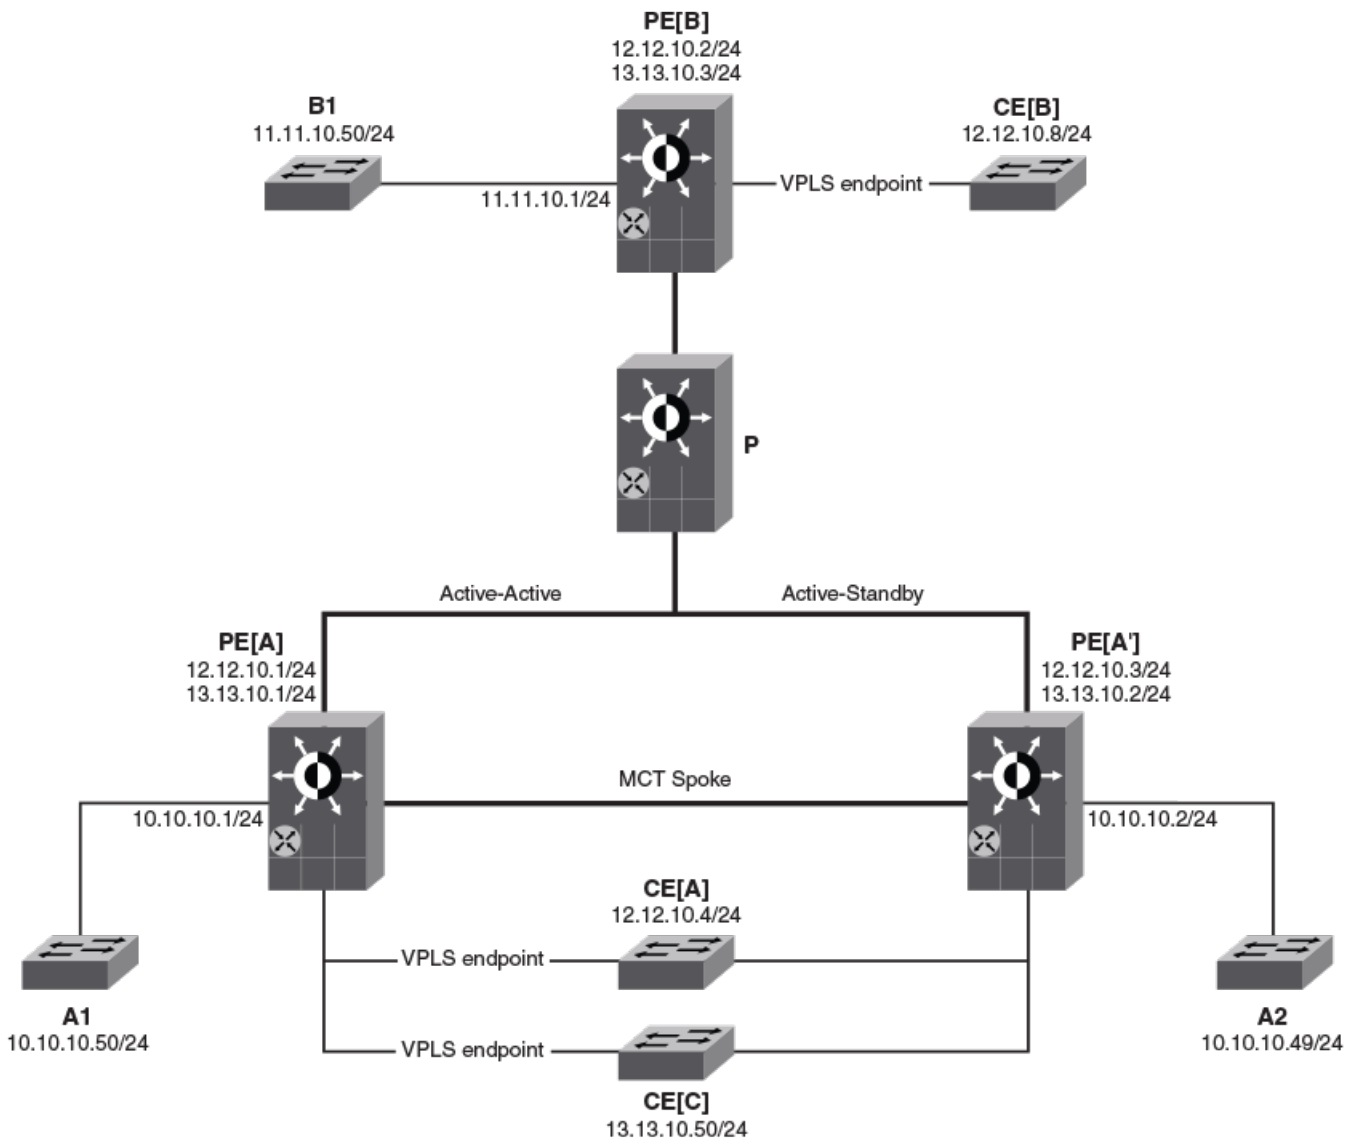 PE[B]
12.12.10.2/24
13.13.10.3/24
B1
11.11.10.50/24
CE[B]
12.12.10.8/24
11.11.10.1/24
VPLS endpoint
P
Active-Active
Active-Standby
PE[A]
12.12.10.1/24
13.13.10.1/24
PE[A']
12.12.10.3/24
13.13.10.2/24
MCT Spoke
10.10.10.1/24
10.10.10.2/24
CE[A]
12.12.10.4/24
VPLS endpoint
A1
10.10.10.50/24
A2
10.10.10.49/24
VPLS endpoint
CE[C]
13.13.10.50/24